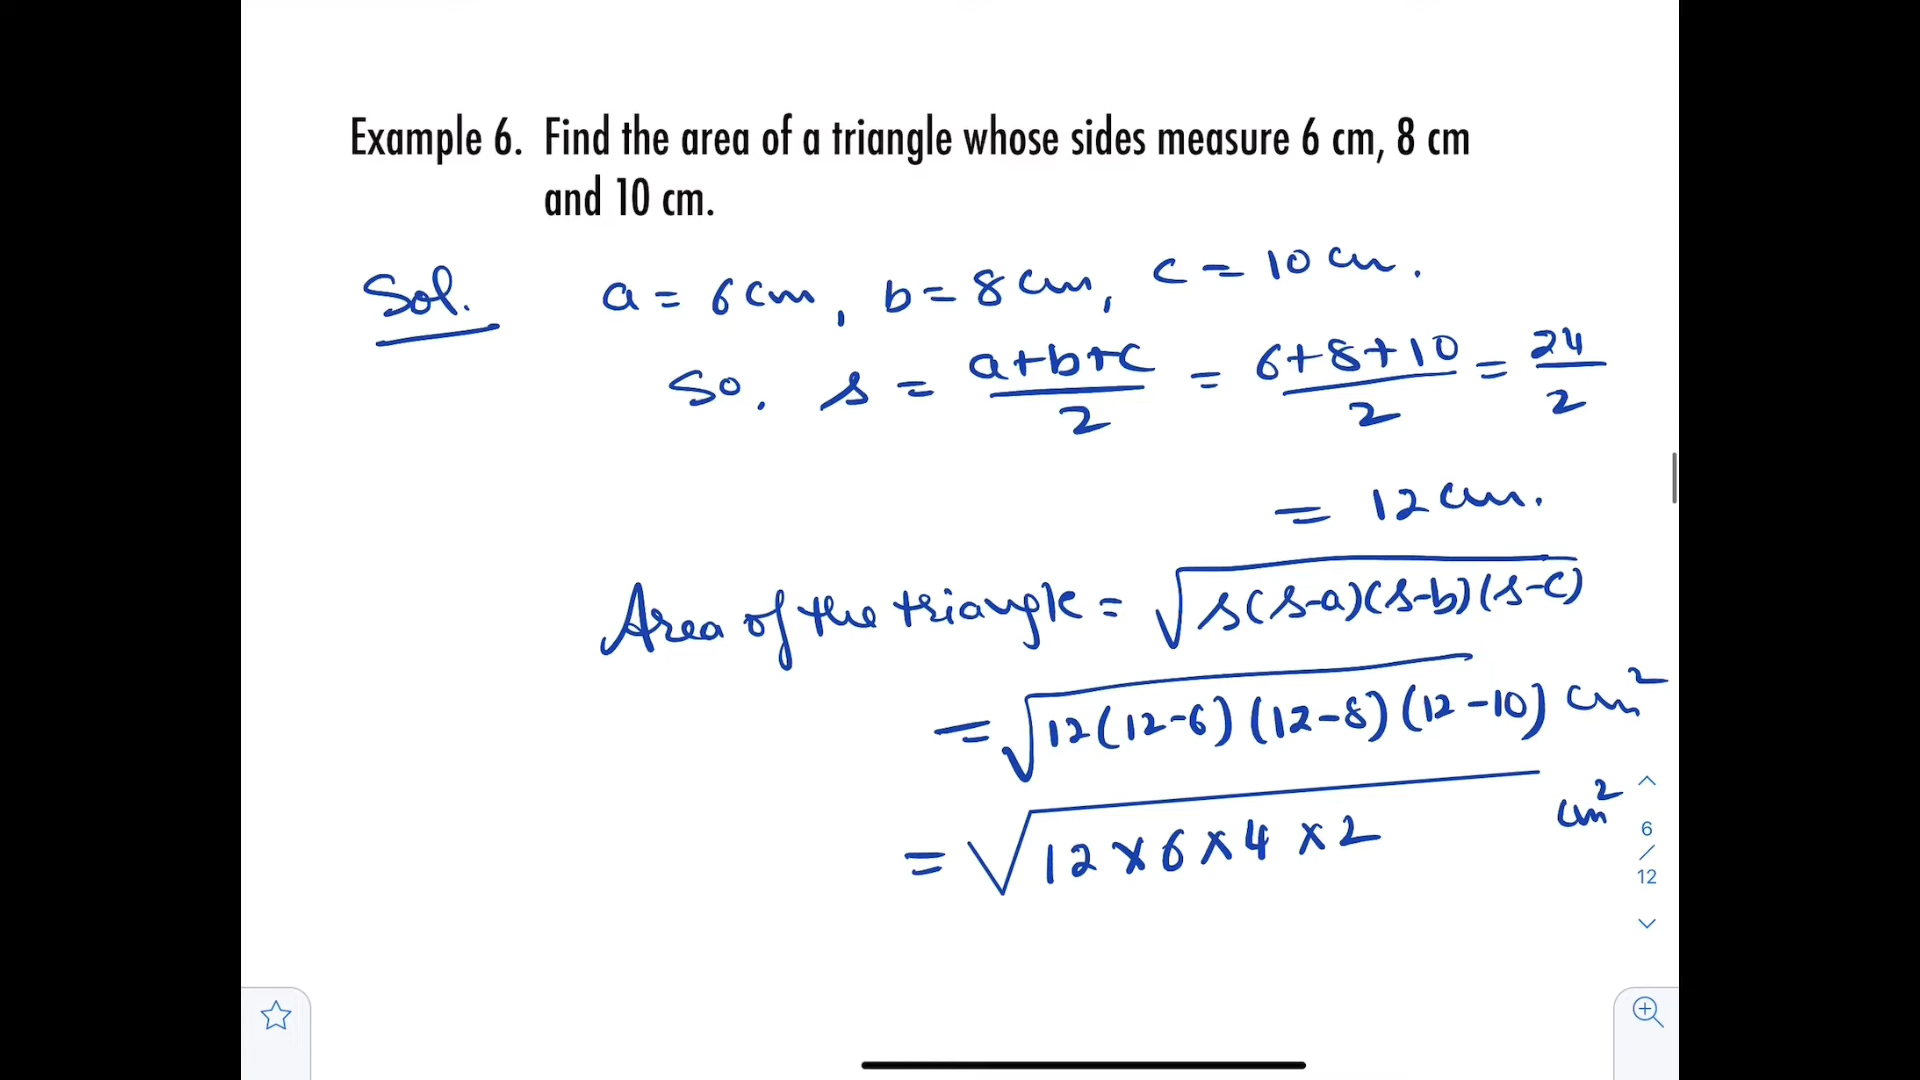 Example 6. Find the area of a triangle whose sides measure 6 cm, 8 cm
and 10 cm.
Sol. a = 6 cm, b = 8 cm, c = 10 cm.
So. s = a+b+c/2 = 6+8+10/2 = 24/2
= 12 cm.
Area of the triangle = √s(s-a)(s-b)(s-c)
= √12(12-6)(12-8)(12-10) cm²
= √12×6×4×2 cm²
6
/
12